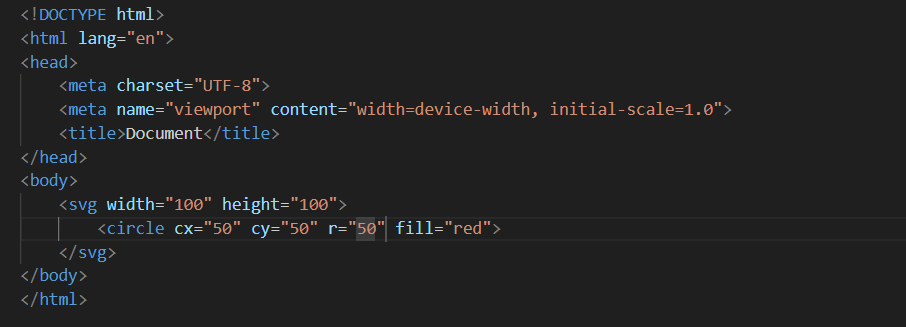 <!DOCTYPE html>
<html lang="en">
<head>
    <meta charset="UTF-8">
    <meta name="viewport" content="width=device-width, initial-scale=1.0">
    <title>Document</title>
</head>
<body>
    <svg width="100" height="100">
        <circle cx="50" cy="50" r="50" fill="red">
    </svg>
</body>
</html>